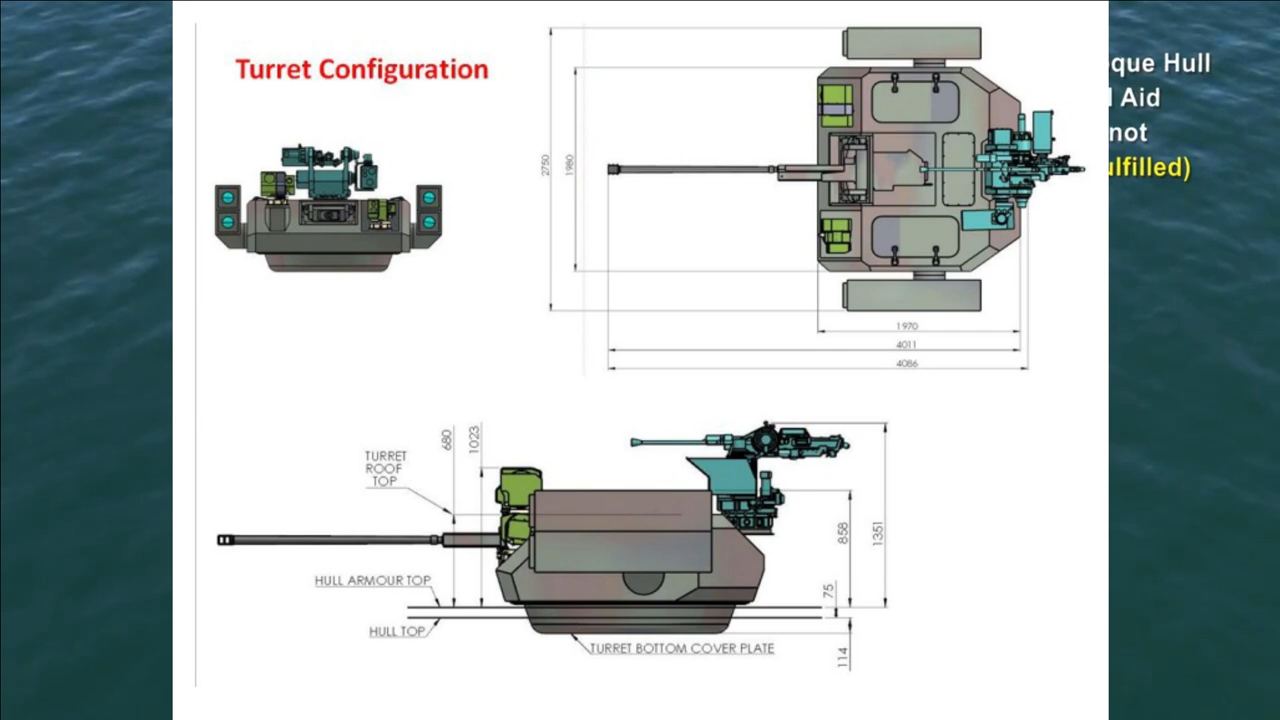 Turret Configuration
2750
1980
1970
4011
4086
que Hull
Aid
not
ulfilled)
680
1023
TURRET
ROOF
TOP
HULL ARMOUR TOP
HULL TOP
TURRET BOTTOM COVER PLATE
858
1351
75
114